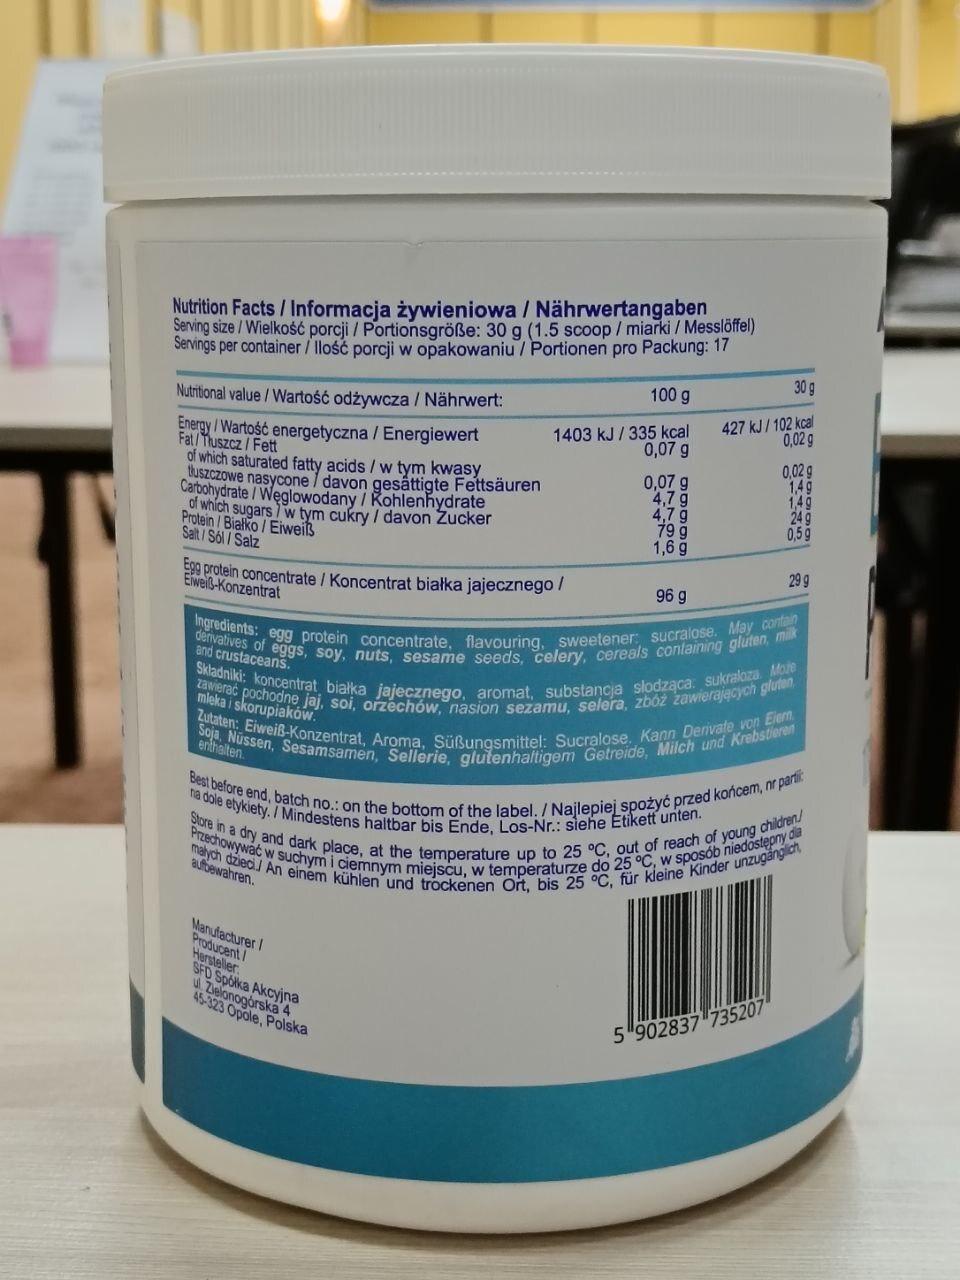 Nutrition Facts / Informacja żywieniowa / Nährwertangaben
Serving size / Wielkość porcji / Portionsgröße: 30 g (1.5 scoop / miarki / Messlöffel)
Servings per container / Ilość porcji w opakowaniu / Portionen pro Packung: 17
Nutritional value / Wartość odżywcza / Nährwert: 100 g 30 g
Energy / Wartość energetyczna / Energiewert 1403 kJ / 335 kcal 427 kJ / 102 kcal
Fat / Tłuszcz / Fett 0,07 g 0,02 g
of which saturated fatty acids / w tym kwasy
tłuszczowe nasycone / davon gesättigte Fettsäuren 0,07 g 0,02 g
Carbohydrate / Węglowodany / Kohlenhydrate 4,7 g 1,4 g
of which sugars / w tym cukry / davon Zucker 4,7 g 1,4 g
Protein / Białko / Eiweiß 79 g 24 g
Salt / Sól / Salz 1,6 g 0,5 g
Egg protein concentrate / Koncentrat białka jajecznego /
Eiweiß-Konzentrat 96 g 29 g
Ingredients: egg protein concentrate, flavouring, sweetener: sucralose. May contain
derivatives of eggs, soy, nuts, sesame seeds, celery, cereals containing gluten, milk
and crustaceans.
Składniki: koncentrat białka jajecznego, aromat, substancja słodząca: sukraloza. Może
zawierać pochodne jaj, soi, orzechów, nasion sezamu, selera, zbóż zawierających gluten,
mleka i skorupiaków.
Zutaten: Eiweiß-Konzentrat, Aroma, Süßungsmittel: Sucralose. Kann Derivate von Eiern,
Soja, Nüssen, Sesamsamen, Sellerie, glutenhaltigem Getreide, Milch und Krebstieren
enthalten.
Best before end, batch no.: on the bottom of the label. / Najlepiej spożyć przed końcem, nr partii:
na dole etykiety. / Mindestens haltbar bis Ende, Los-Nr.: siehe Etikett unten.
Store in a dry and dark place, at the temperature up to 25 ºC, out of reach of young children./
Przechowywać w suchym i ciemnym miejscu, w temperaturze do 25 ºC, w sposób niedostępny dla
małych dzieci./ An einem kühlen und trockenen Ort, bis 25 ºC, für kleine Kinder unzugänglich,
aufbewahren.
Manufacturer /
Producent /
Hersteller:
SFD Spółka Akcyjna
ul. Zielonogórska 4
45-323 Opole, Polska
5 902837 735207